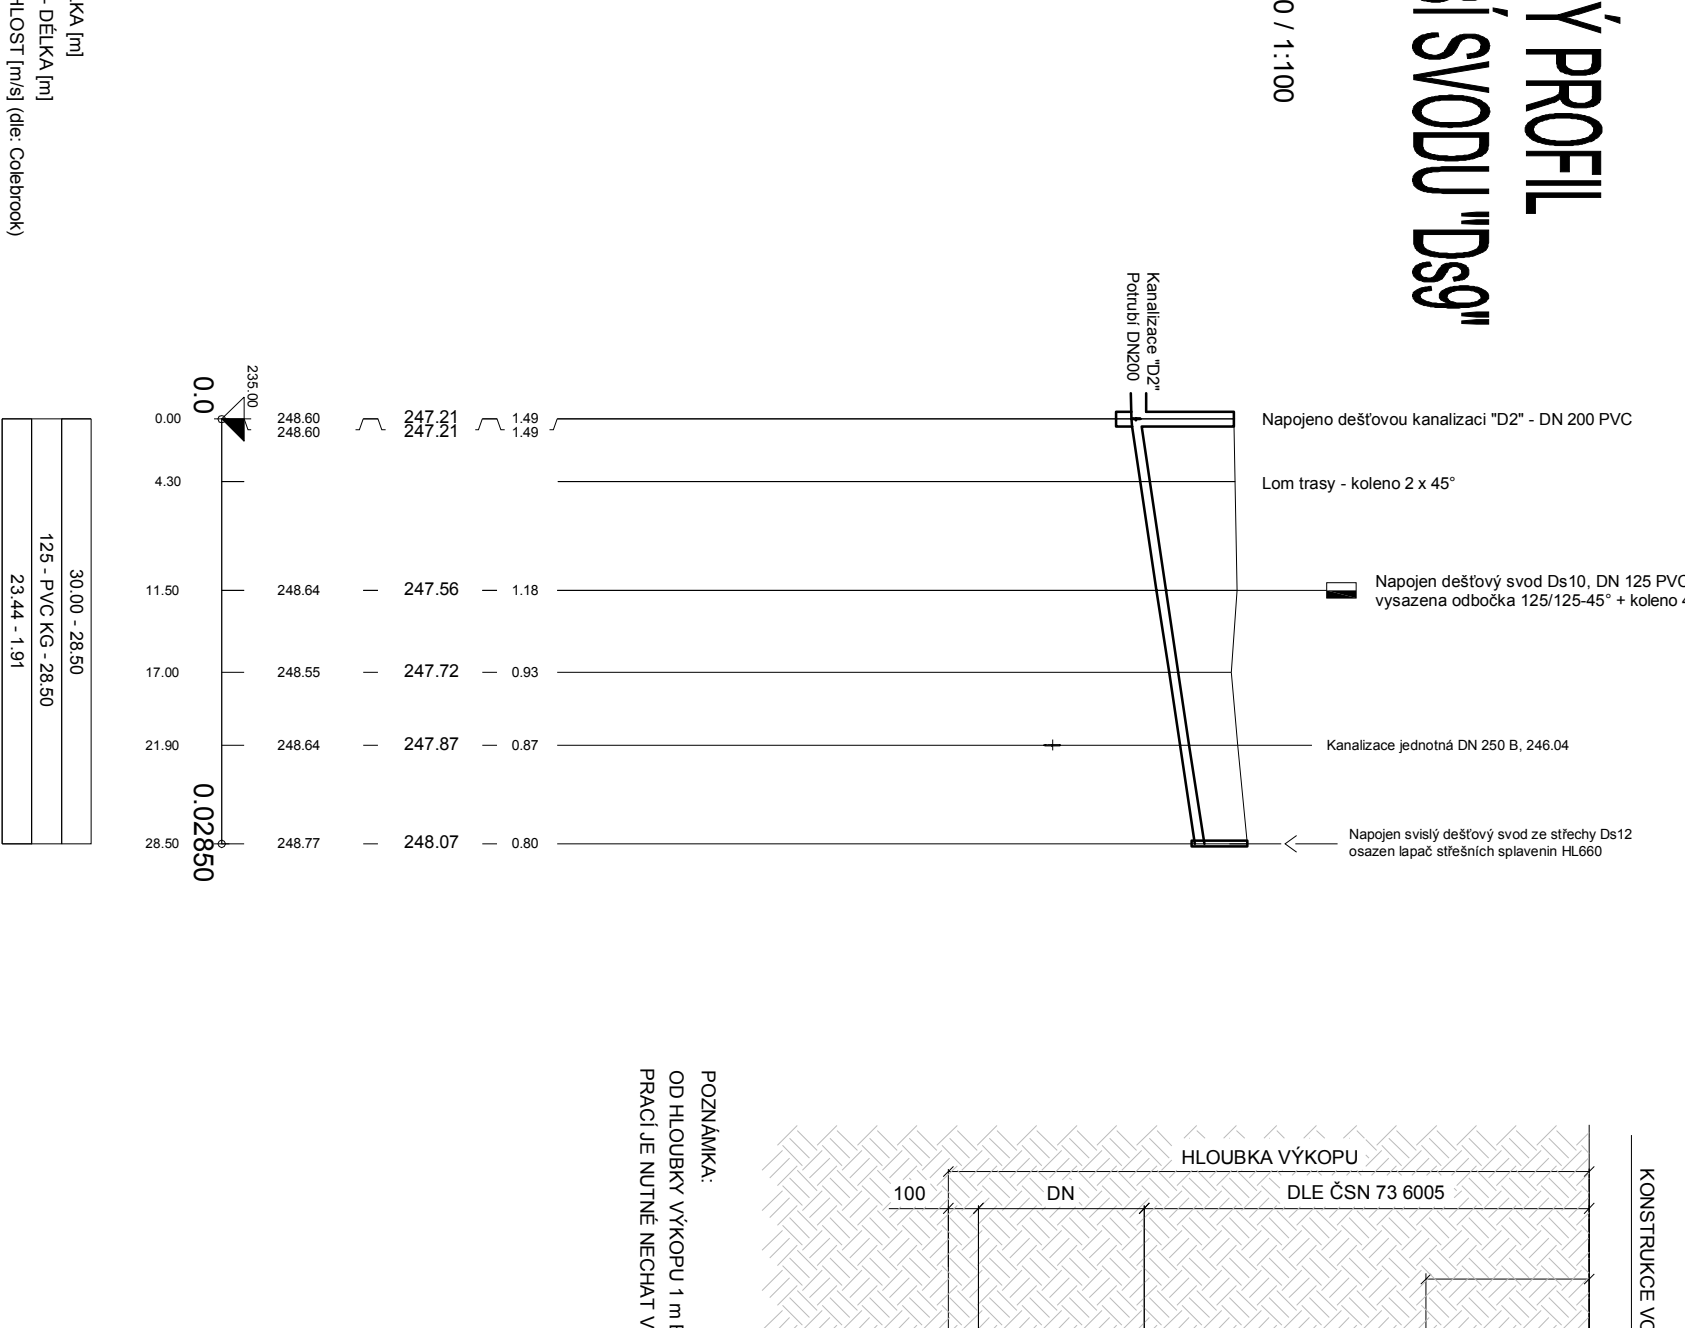 Ý PROFIL
Í SVODU "Ds9"
0 / 1:100
Kanalizace "D2"
Potrubí DN200
Napojeno dešťovou kanalizaci "D2" - DN 200 PVC
Lom trasy - koleno 2 x 45°
Napojen dešťový svod Ds10, DN 125 PVC
vysazena odbočka 125/125-45° + koleno 4
Kanalizace jednotná DN 250 B, 246.04
Napojen svislý dešťový svod ze střechy Ds12
osazen lapač střešních splavenin HL660
235.00
0.0
0.02850
0.00 248.60 247.21 1.49
248.60 247.21 1.49
4.30
11.50 248.64 247.56 1.18
17.00 248.55 247.72 0.93
21.90 248.64 247.87 0.87
28.50 248.77 248.07 0.80
LKA [m]
- DÉLKA [m]
HLOST [m/s] (dle: Colebrook)
30.00 - 28.50
125 - PVC KG - 28.50
23.44 - 1.91
POZNÁMKA:
OD HLOUBKY VÝKOPU 1 m
PRACÍ JE NUTNÉ NECHAT V
HLOUBKA VÝKOPU
100 DN DLE ČSN 73 6005
KONSTRUKCE